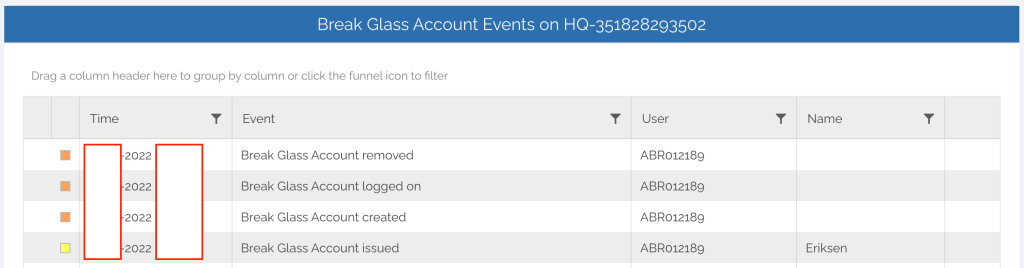 Break Glass Account Events on HQ-351828293502
Drag a column header here to group by column or click the funnel icon to filter
Time Event User Name
-2022 Break Glass Account removed ABR012189
-2022 Break Glass Account logged on ABR012189
-2022 Break Glass Account created ABR012189
-2022 Break Glass Account issued ABR012189 Eriksen